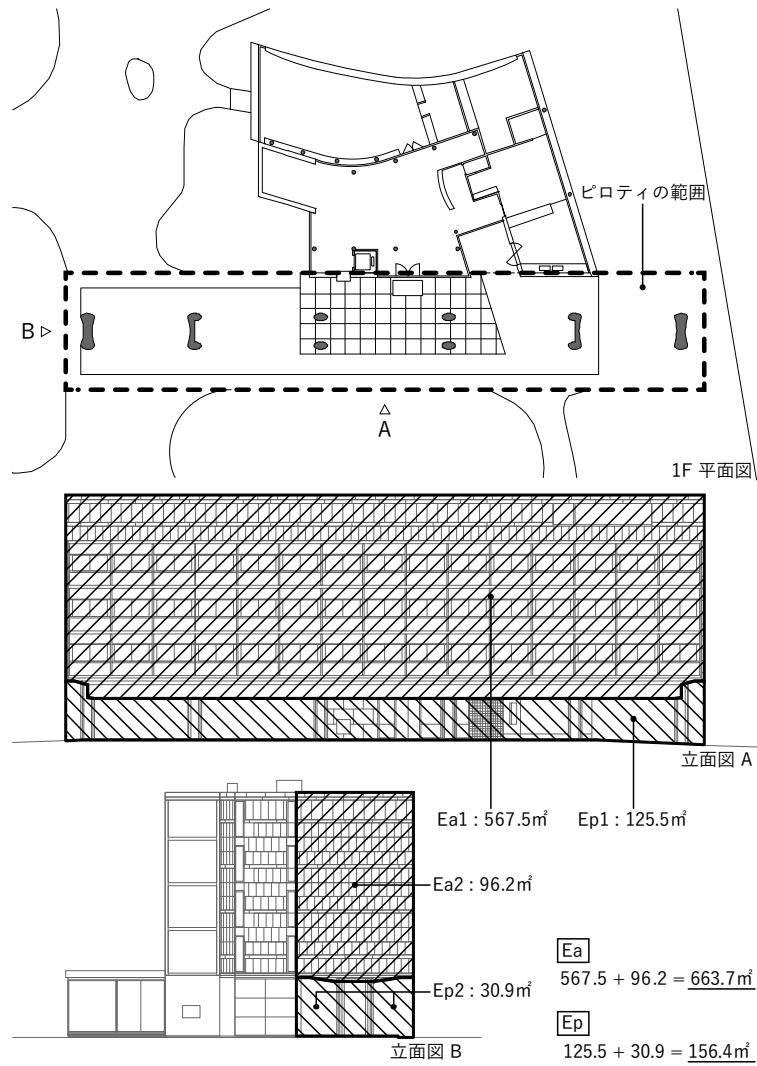 ピロティの範囲
B
A
1F 平面図
立面図 A
Ea1 : 567.5㎡
Ep1 : 125.5㎡
Ea2 : 96.2㎡
Ea
567.5 + 96.2 = 663.7㎡
Ep2 : 30.9㎡
Ep
125.5 + 30.9 = 156.4㎡
立面図 B